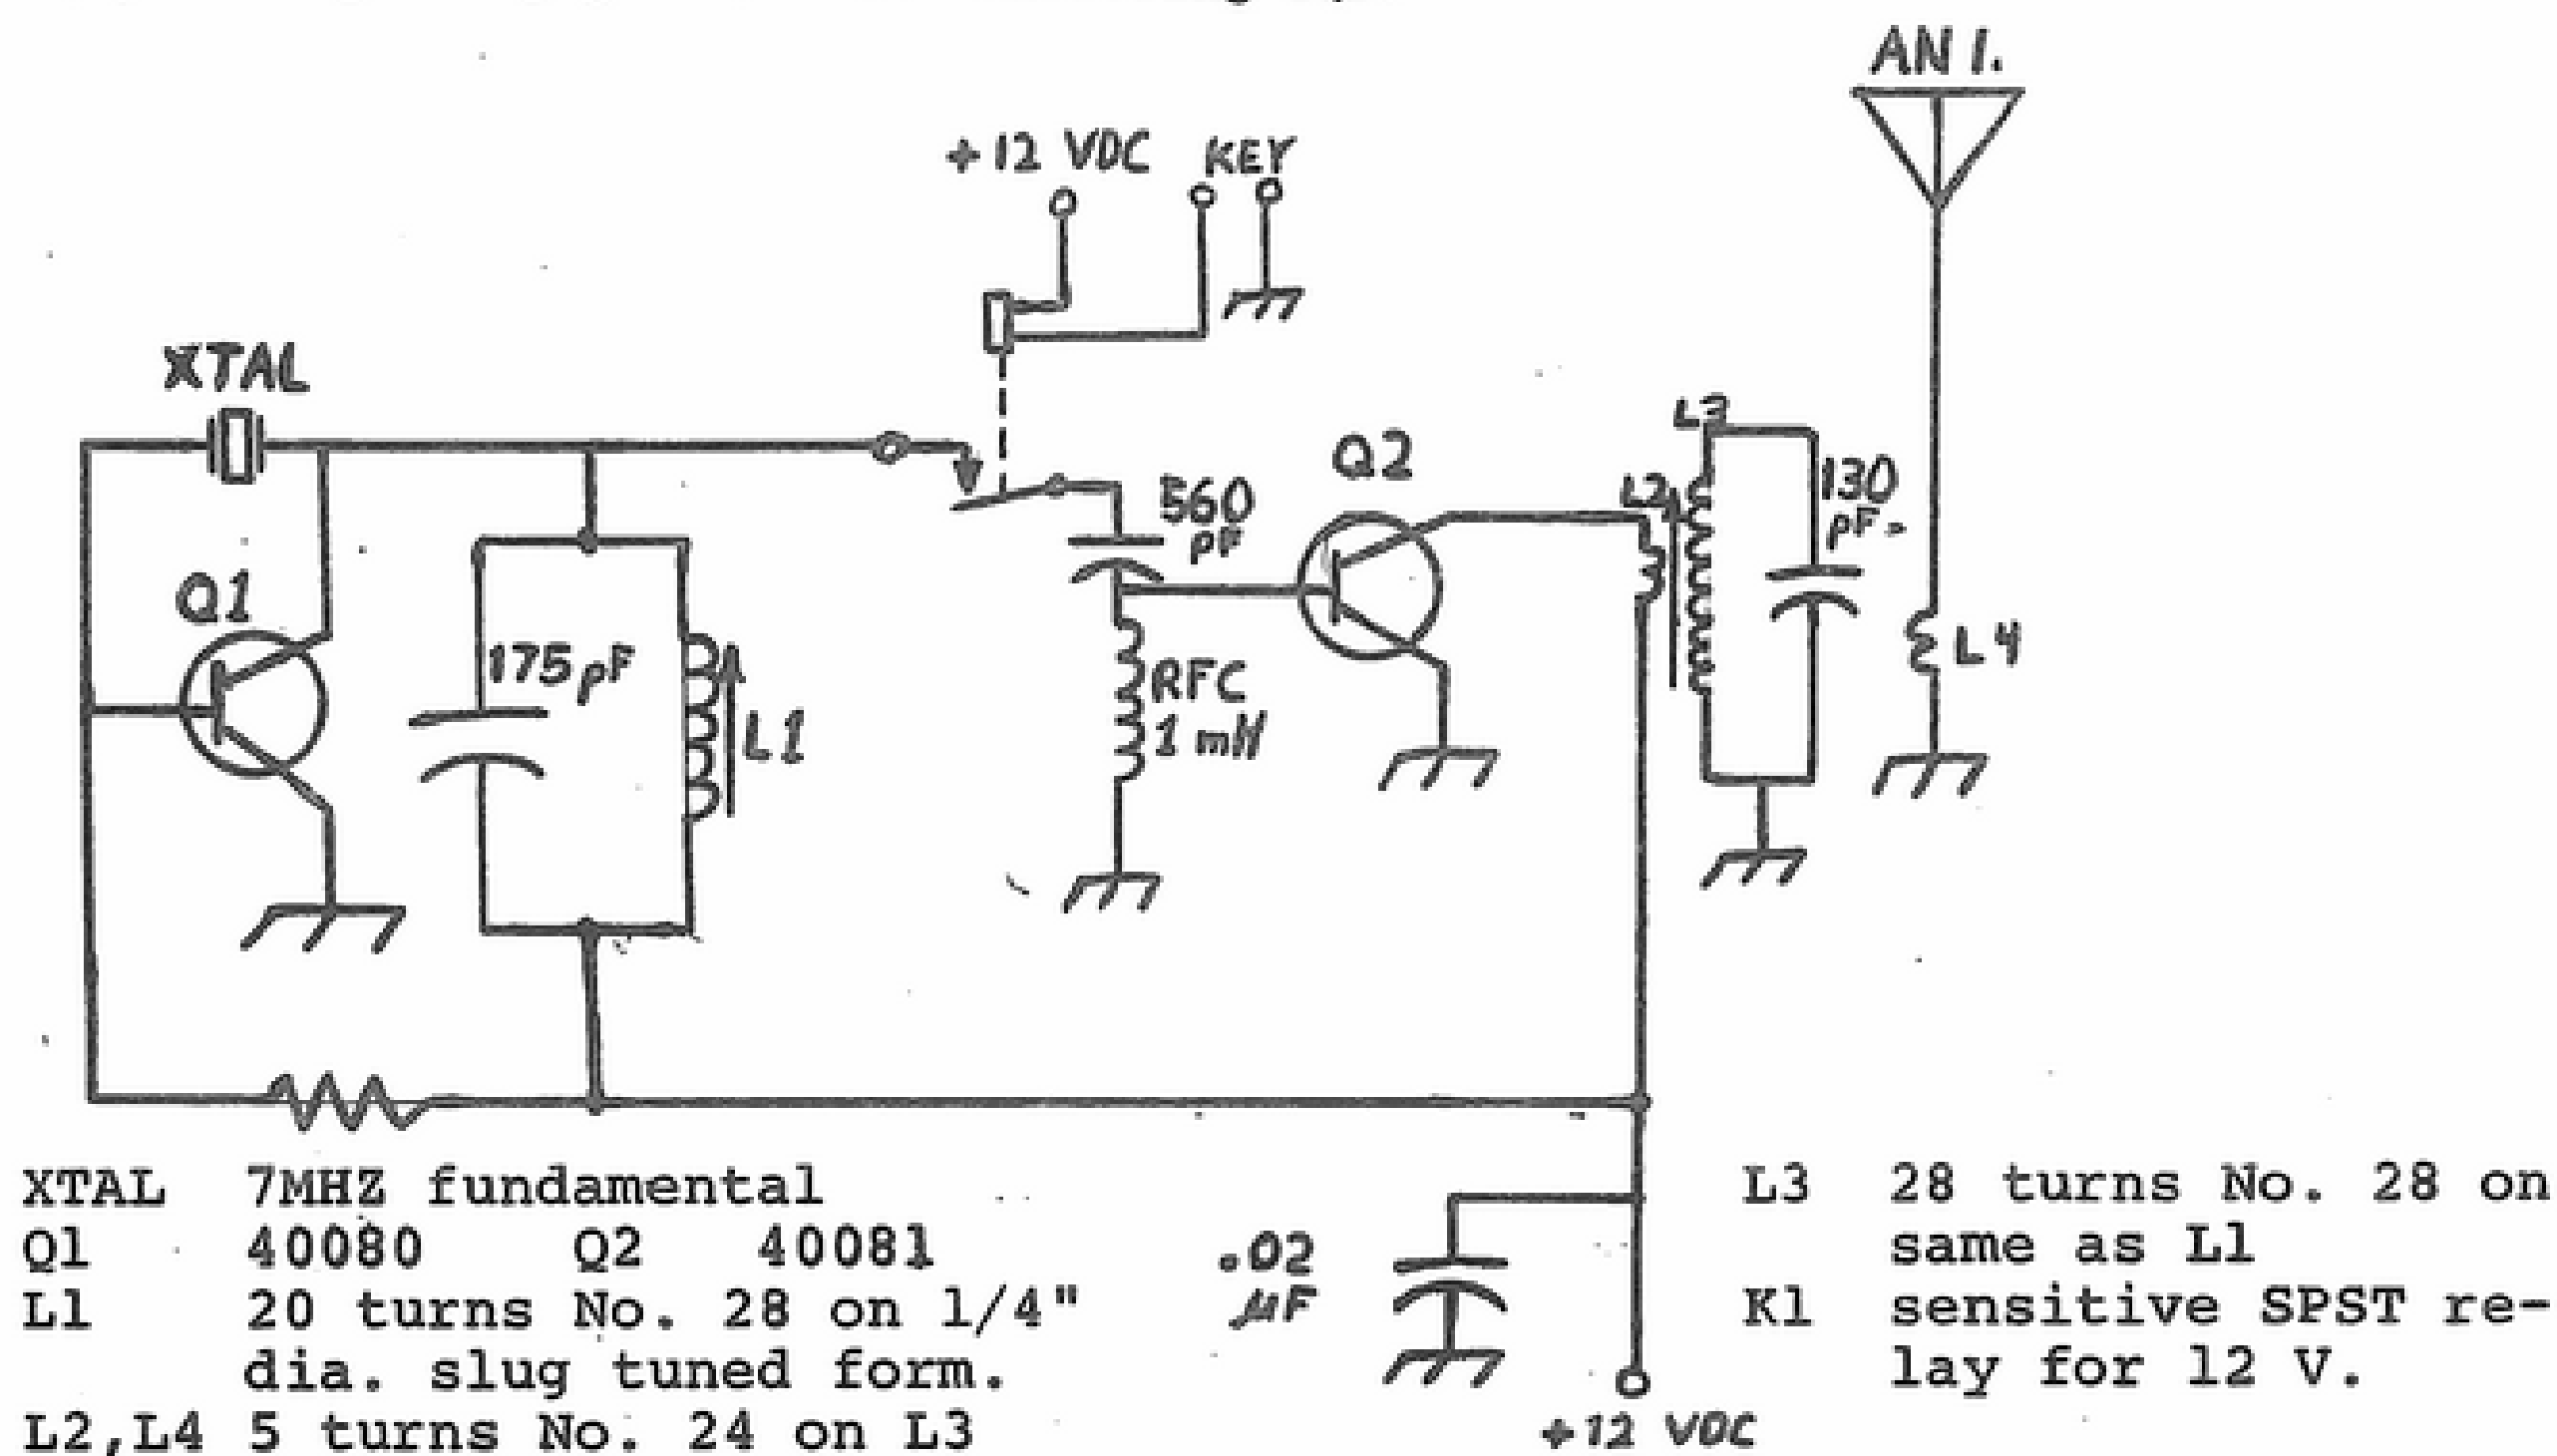 AN1.
+12 VDC KEY
XTAL
L3
Q2
130
pF.
L2
560
pF
Q1
175pF
L1
RFC
1 mH
L4
XTAL 7MHZ fundamental
Q1 40080 Q2 40081
L1 20 turns No. 28 on 1/4"
dia. slug tuned form.
L2,L4 5 turns No. 24 on L3
.02
µF
+12 VDC
L3 28 turns No. 28 on
same as L1
K1 sensitive SPST re-
lay for 12 V.